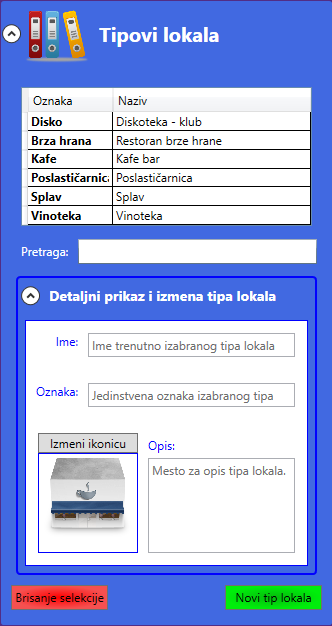 Tipovi lokala
Oznaka Naziv
Disko Diskoteka - klub
Brza hrana Restoran brze hrane
Kafe Kafe bar
Poslastičarnica Poslastičarnica
Splav Splav
Vinoteka Vinoteka
Pretraga:
Detaljni prikaz i izmena tipa lokala
Ime: Ime trenutno izabranog tipa lokala
Oznaka: Jedinstvena oznaka izabranog tipa
Izmeni ikonicu
Opis:
Mesto za opis tipa lokala.
Brisanje selekcije
Novi tip lokala